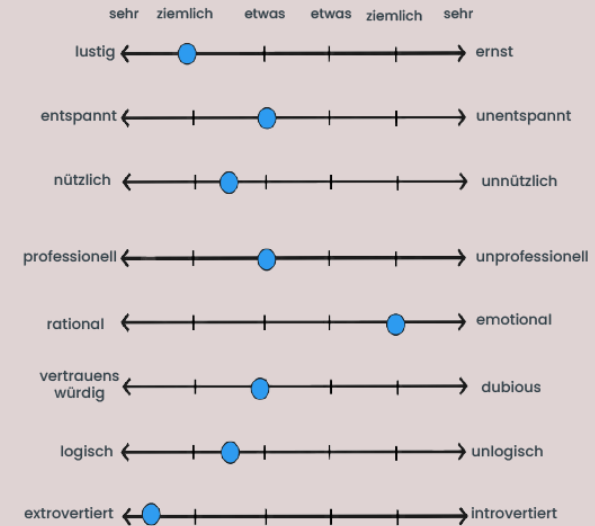 sehr ziemlich etwas etwas ziemlich sehr
lustig ernst
entspannt unentspannt
nützlich unnützlich
professionell unprofessionell
rational emotional
vertrauens
würdig dubious
logisch unlogisch
extrovertiert introvertiert